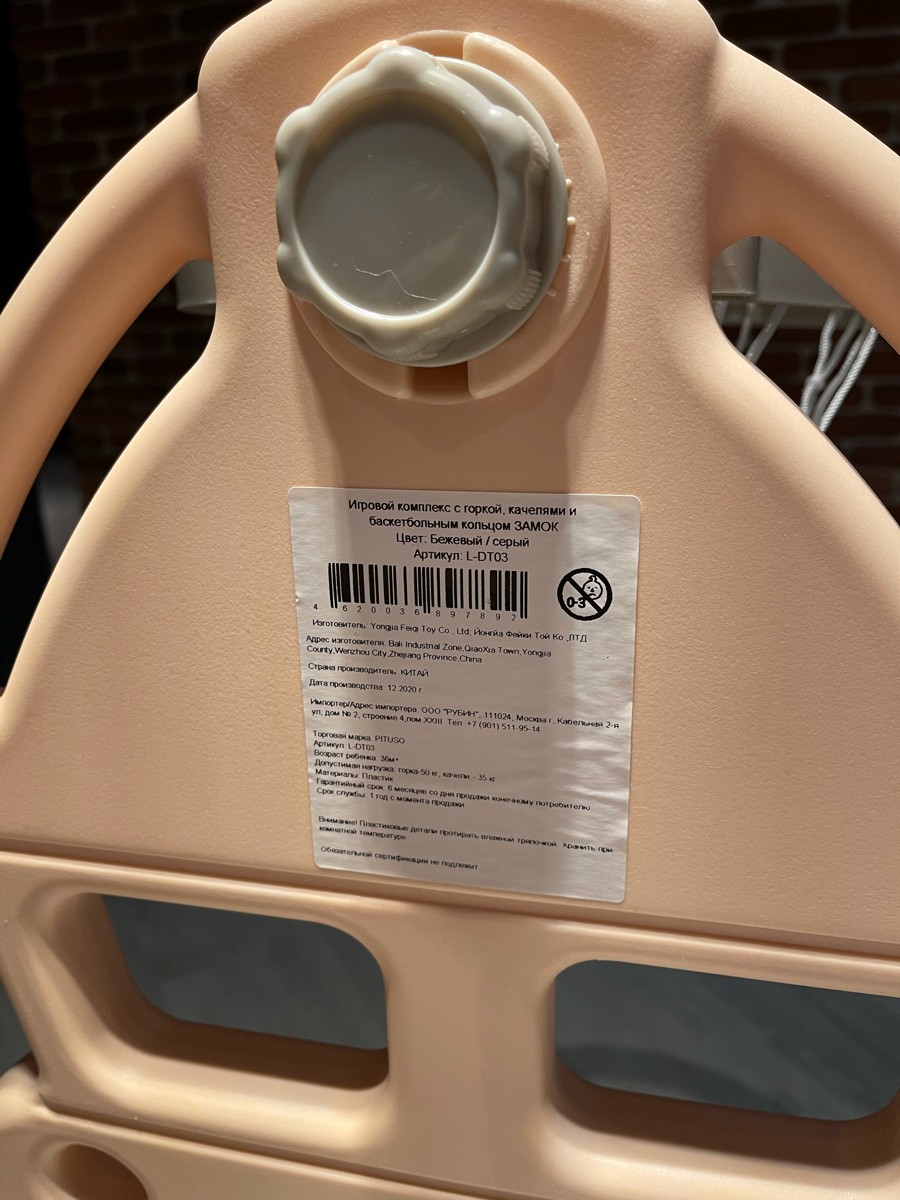 Игровой комплекс с горкой, качелями и
баскетбольным кольцом ЗАМОК
Цвет: Бежевый / серый
Артикул: L-DT03
4 620036 897892
0-3
Изготовитель: Yongjia Feiqi Toy Co., Ltd, Йонгйа Фейки Той Ко.,ЛТД
Адрес изготовителя: Bali Industrial Zone,QiaoXia Town,Yongjia
County,Wenzhou City,Zhejiang Province,China
Страна производитель: КИТАЙ
Дата производства: 12.2020 г
Импортер/Адрес импортера: ООО "РУБИН", 111024, Москва г, Кабельная 2-я
ул, дом № 2, строение 4,пом XXIII Тел. +7 (901) 511-95-14
Торговая марка: PITUSO
Артикул: L-DT03
Возраст ребенка: 36м+
Допустимая нагрузка: горка-50 кг, качели - 35 кг
Материалы: Пластик
Гарантийный срок: 6 месяцев со дня продажи конечному потребителю
Срок службы: 1 год с момента продажи
Внимание! Пластиковые детали протирать влажной тряпочкой. Хранить при
комнатной температуре
Обязательной сертификации не подлежит